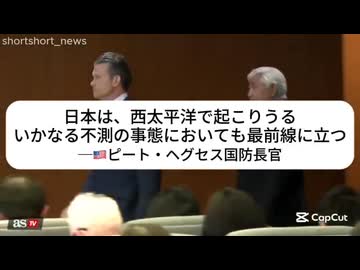 shortshort_news
日本は、西太平洋で起こりうる
いかなる不測の事態においても最前線に立つ
—🇺🇸ピート・ヘグセス国防長官
as TV
CapCut